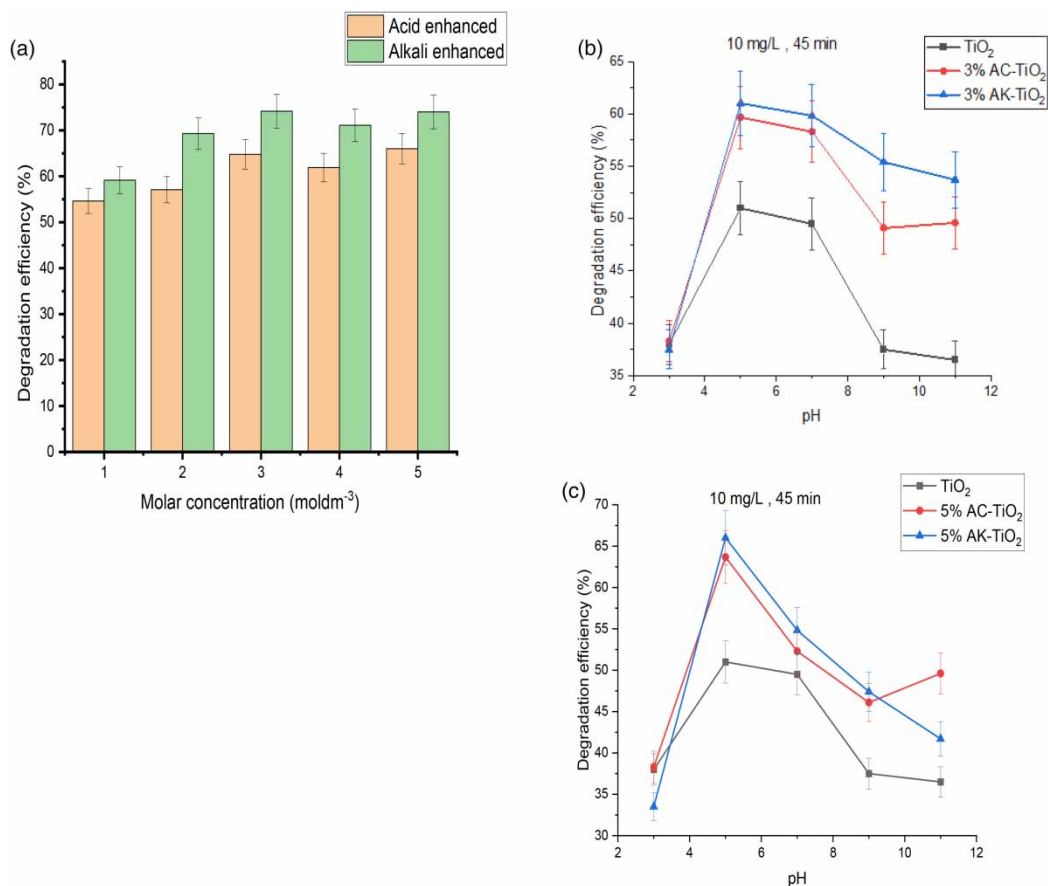 (a)
Acid enhanced
Alkali enhanced
Degradation efficiency (%)
80
70
60
50
40
30
20
10
0
1 2 3 4 5
Molar concentration (moldm⁻³)
(b)
10 mg/L , 45 min
TiO₂
3% AC-TiO₂
3% AK-TiO₂
Degradation efficiency (%)
65
60
55
50
45
40
35
2 4 6 8 10 12
pH
(c)
10 mg/L , 45 min
TiO₂
5% AC-TiO₂
5% AK-TiO₂
Degradation efficiency (%)
70
65
60
55
50
45
40
35
30
2 4 6 8 10 12
pH